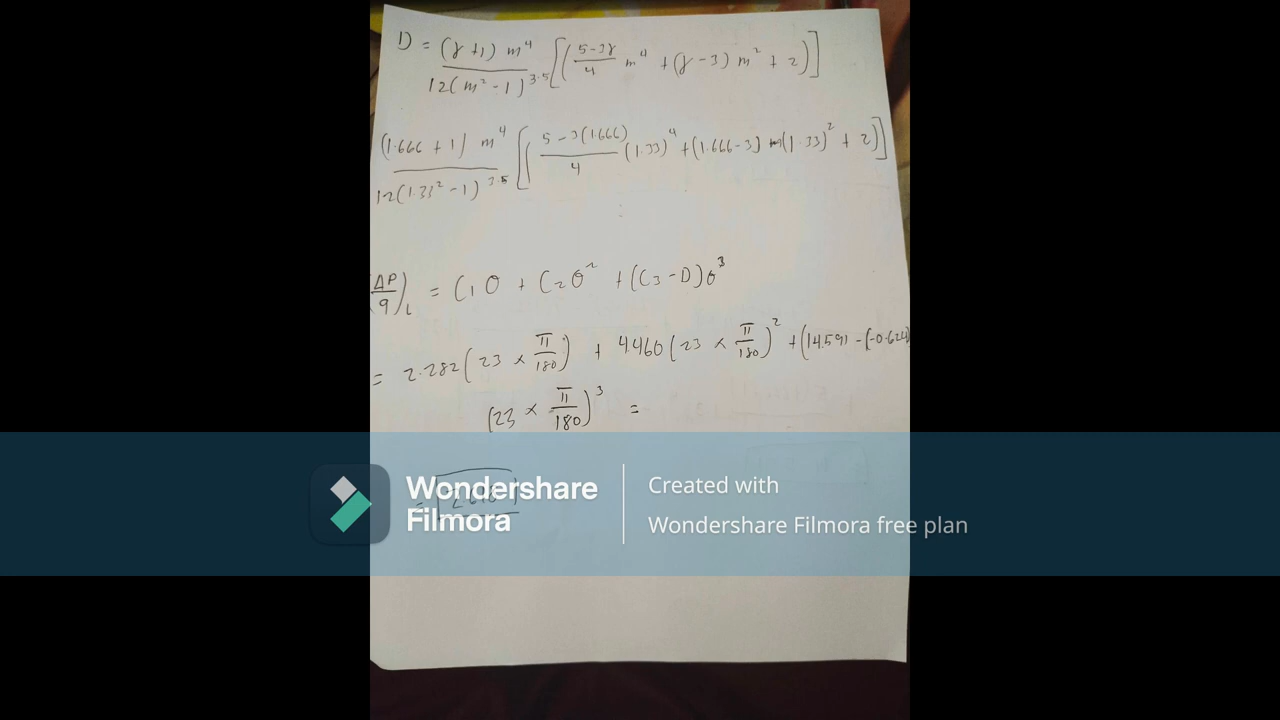 D = (γ+1) m⁴ / 12(m²-1)^3.5 [(5-3γ / 4 m⁴ + (γ-3) m² + 2)]
(1.666 + 1) m⁴ / 12(1.33² - 1)^3.5 [(5-3(1.666) / 4 (1.33)⁴ + (1.666-3) (1.33)² + 2)]
ΔP/q)L = C1θ + C2θ² + (C3-D)θ³
= 2.282(23 × π/180) + 4.460(23 × π/180)² + (14.591 - (-0.624)
(23 × π/180)³ =
=
Wondershare Filmora
Created with
Wondershare Filmora free plan